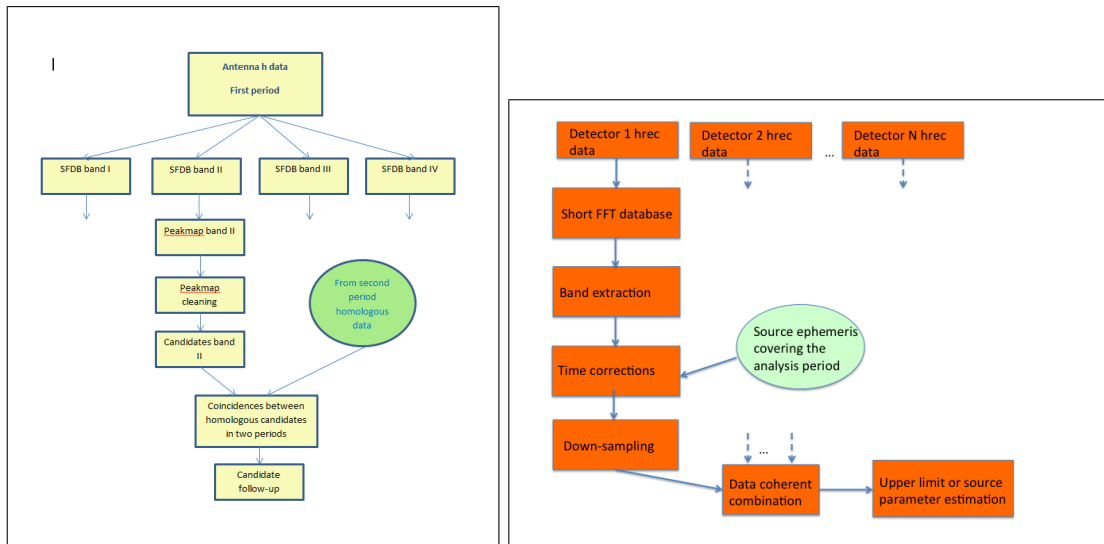 Antenna h data
First period
SFDB band I
SFDB band II
SFDB band III
SFDB band IV
Peakmap band II
Peakmap
cleaning
Candidates band
II
From second
period
homologous
data
Coincidences between
homologous candidates
in two periods
Candidate
follow-up
Detector 1 hrec
data
Detector 2 hrec
data
...
Detector N hrec
data
Short FFT database
Band extraction
Time corrections
Source ephemeris
covering the
analysis period
Down-sampling
...
Data coherent
combination
Upper limit or source
parameter estimation